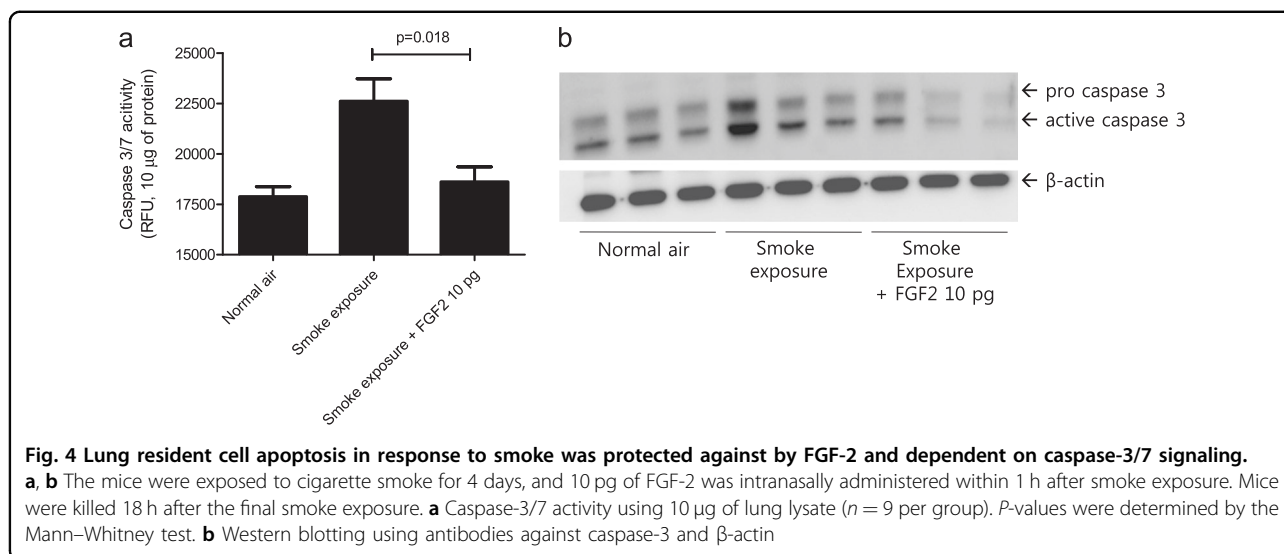 a
p=0.018
25000
22500
20000
17500
15000
Caspase 3/7 acitivity
(RFU, 10 µg of protein)
Normal air
Smoke exposure
Smoke exposure + FGF2 10 pg
b
← pro caspase 3
← active caspase 3
← β-actin
Normal air
Smoke
exposure
Smoke
Exposure
+ FGF2 10 pg
Fig. 4 Lung resident cell apoptosis in response to smoke was protected against by FGF-2 and dependent on caspase-3/7 signaling.
a, b The mice were exposed to cigarette smoke for 4 days, and 10 pg of FGF-2 was intranasally administered within 1 h after smoke exposure. Mice
were killed 18 h after the final smoke exposure. a Caspase-3/7 activity using 10 µg of lung lysate (n = 9 per group). P-values were determined by the
Mann–Whitney test. b Western blotting using antibodies against caspase-3 and β-actin